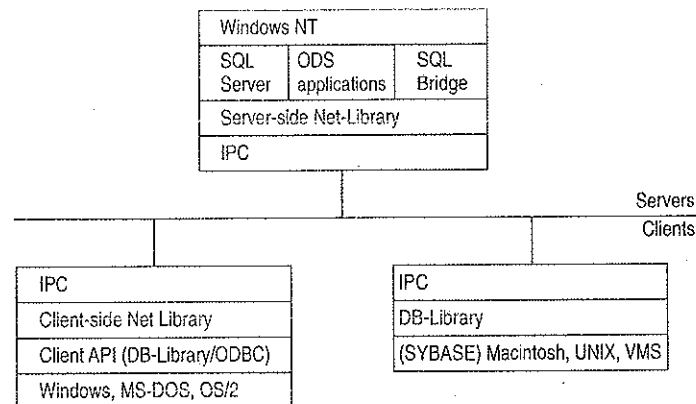 Windows NT
SQL Server
ODS applications
SQL Bridge
Server-side Net-Library
IPC
Servers
Clients
IPC
Client-side Net Library
Client API (DB-Library/ODBC)
Windows, MS-DOS, OS/2
IPC
DB-Library
(SYBASE) Macintosh, UNIX, VMS